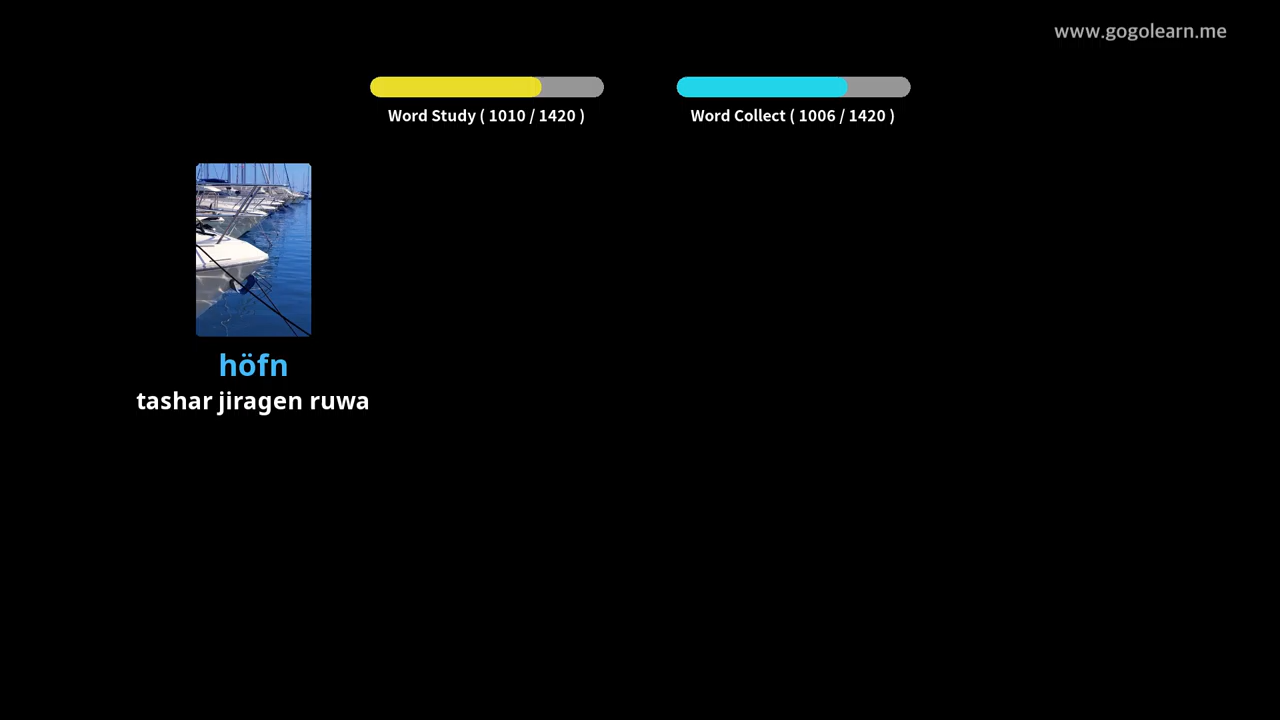 www.gogolearn.me
Word Study ( 1010 / 1420 )
Word Collect ( 1006 / 1420 )
höfn
tashar jiragen ruwa